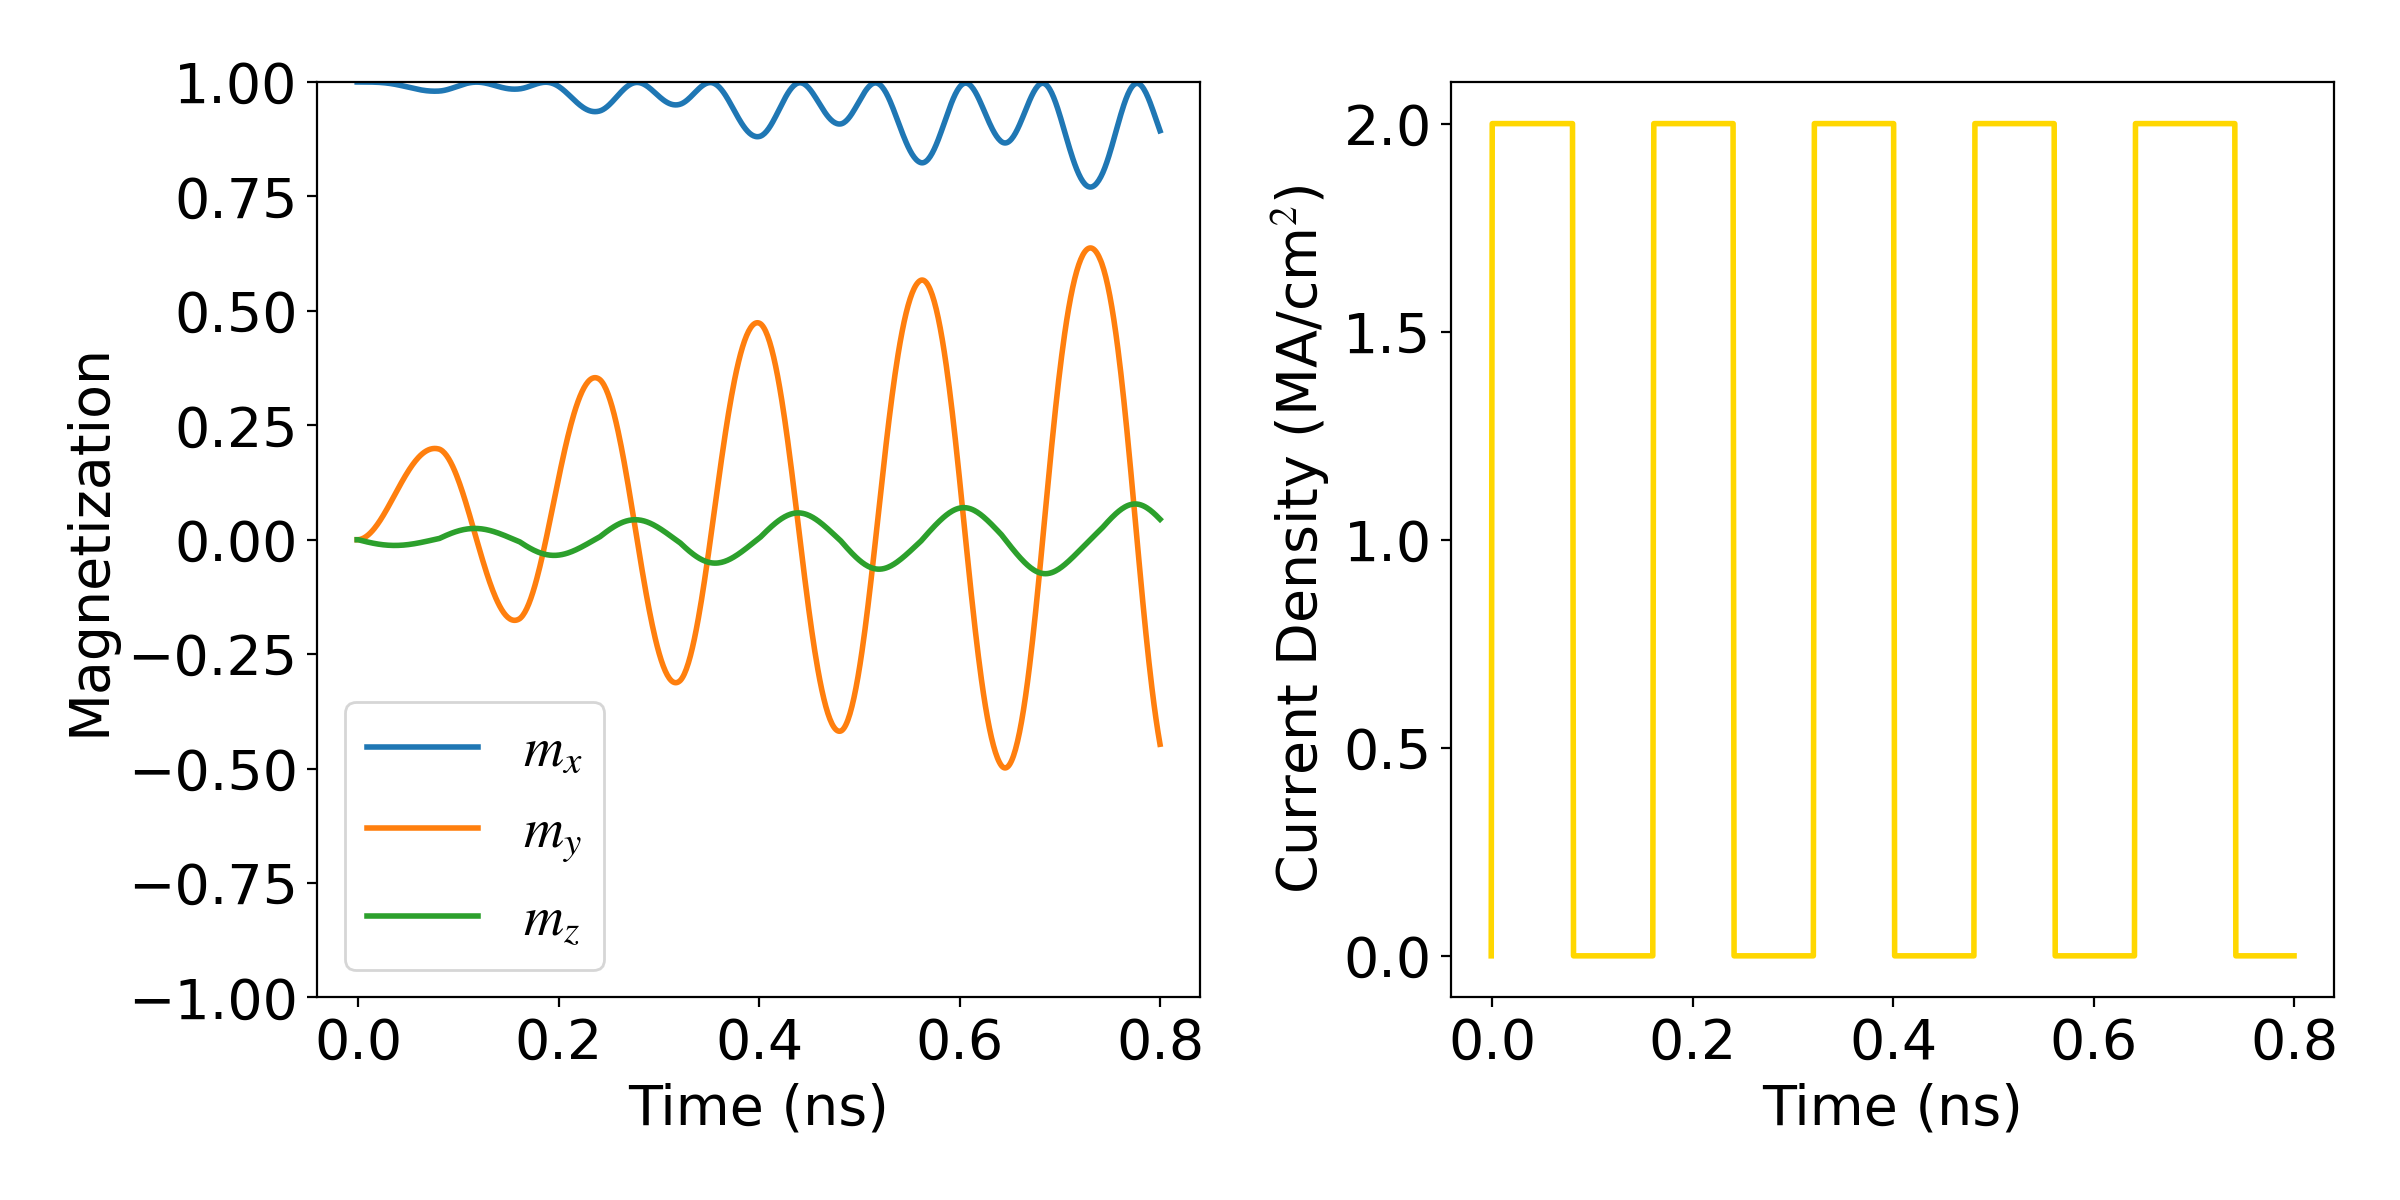 1.00
0.75
0.50
0.25
0.00
−0.25
−0.50
−0.75
−1.00
Magnetization
mx
my
mz
0.0 0.2 0.4 0.6 0.8
Time (ns)
2.0
1.5
1.0
0.5
0.0
Current Density (MA/cm²)
0.0 0.2 0.4 0.6 0.8
Time (ns)